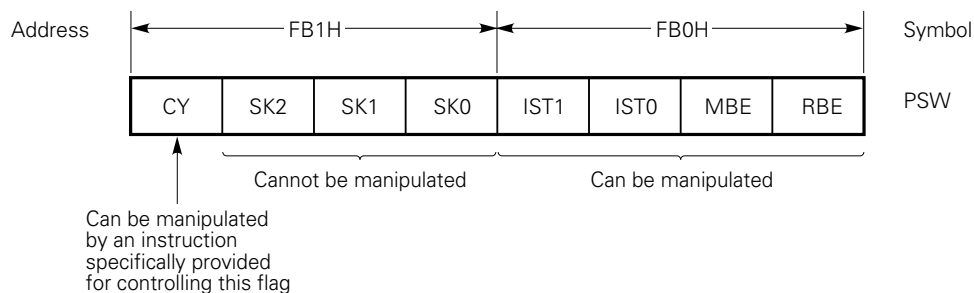 Address FB1H FB0H Symbol
CY SK2 SK1 SK0 IST1 IST0 MBE RBE PSW
Cannot be manipulated Can be manipulated
Can be manipulated
by an instruction
specifically provided
for controlling this flag